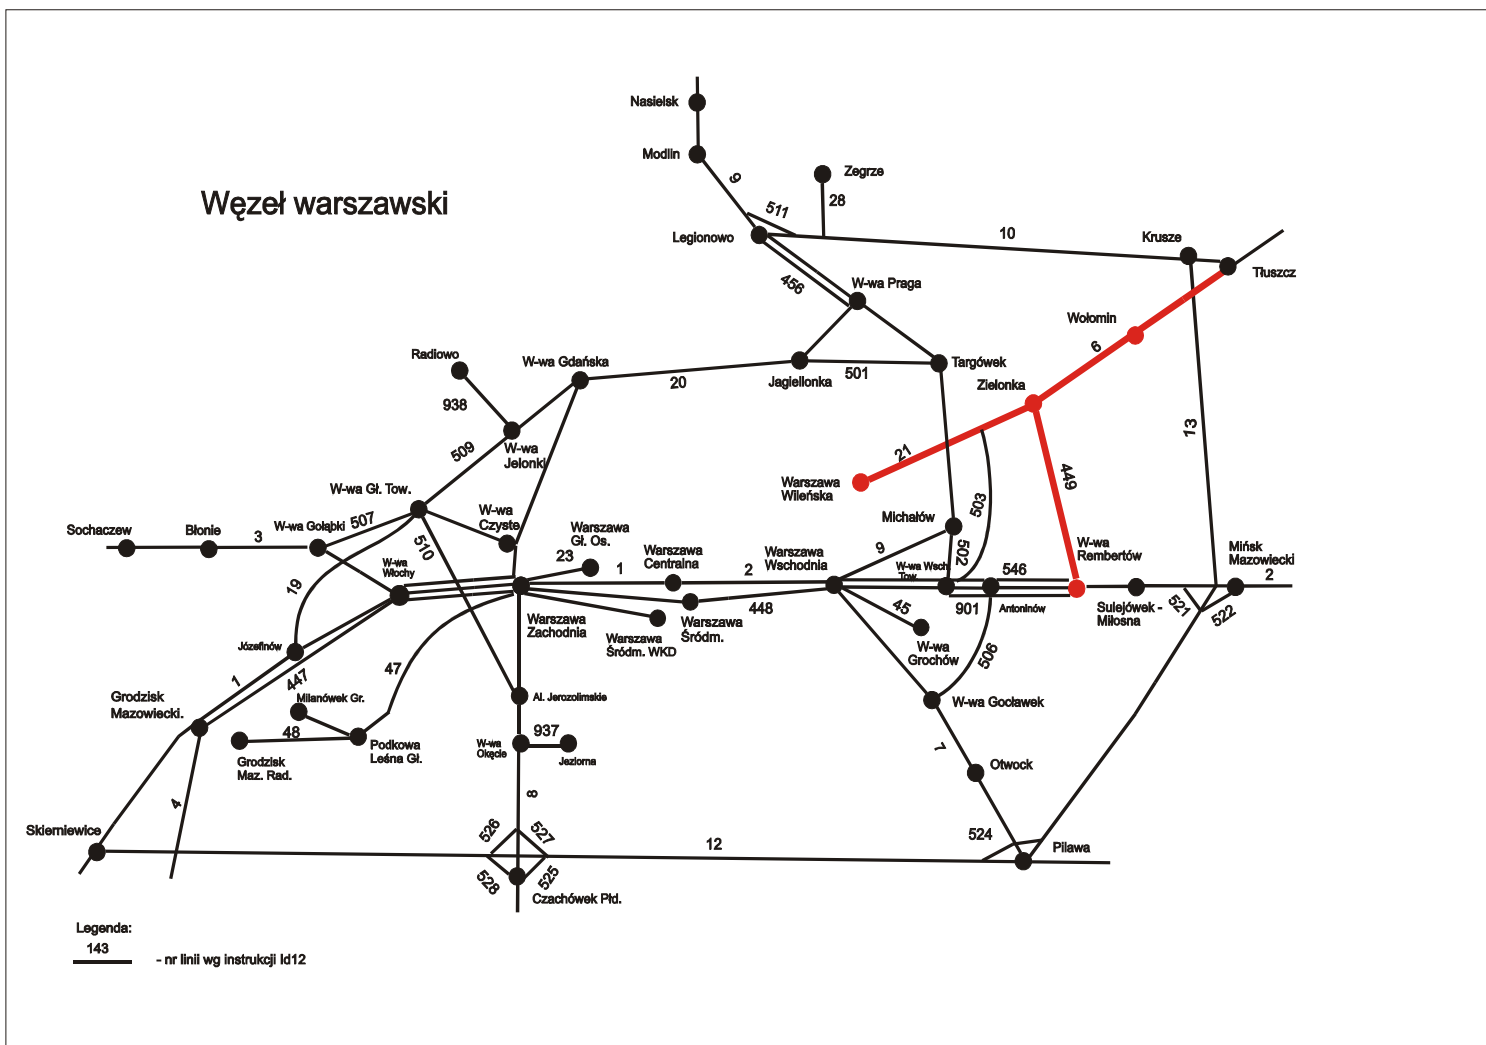 Nasielsk
Modlin
9
Zegrze
28
Węzeł warszawski
511
Legionowo
10
Krusze
Tłuszcz
456
W-wa Praga
Wołomin
6
Radiowo
W-wa Gdańska
20
Jagiellonka
501
Targówek
Zielonka
938
13
509
W-wa
Jelonki
21
449
W-wa Gł. Tow.
Warszawa
Wileńska
503
Sochaczew
Błonie
3
W-wa Gołąbki
507
W-wa
Czyste
510
Warszawa
Gł. Os.
23
Michałów
9
502
W-wa
Rembertów
Mińsk
Mazowiecki
2
W-wa
Włochy
1
Warszawa
Centralna
2
Warszawa
Wschodnia
W-wa Wsch.
Tow.
546
19
448
45
901
Antoninów
Sulejówek -
Miłosna
521
522
Warszawa
Zachodnia
Warszawa
Śródm. WKD
Warszawa
Śródm.
W-wa
Grochów
506
Józefinów
47
1
447
Grodzisk
Mazowiecki.
Milanówek Gr.
Al. Jerozolimskie
W-wa Gocławek
48
Grodzisk
Maz. Rad.
Podkowa
Leśna Gł.
W-wa
Okęcie
937
Jeziorna
7
Otwock
4
8
Skierniewice
526
527
12
524
Pilawa
528
525
Czachówek Płd.
Legenda:
143
- nr linii wg instrukcji Id12